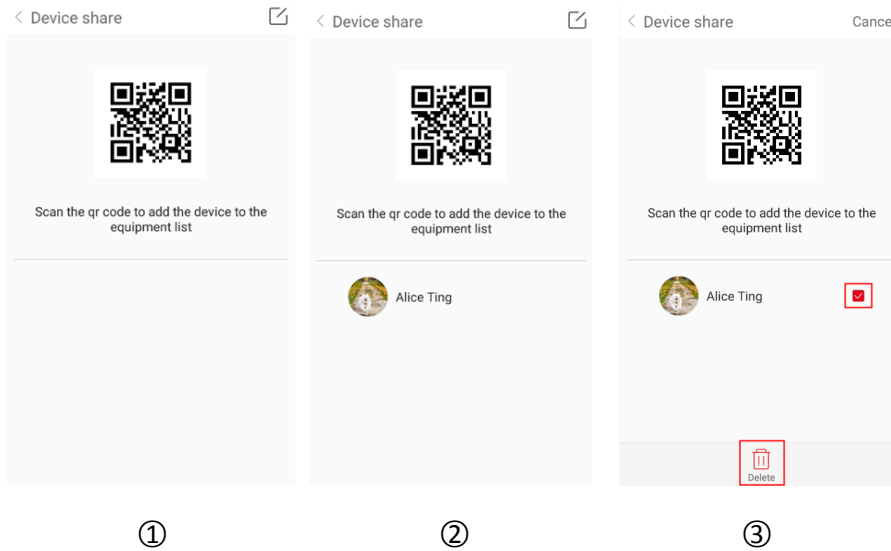 Device share
Scan the qr code to add the device to the
equipment list
①
Device share
Scan the qr code to add the device to the
equipment list
Alice Ting
②
Device share
Cance
Scan the qr code to add the device to the
equipment list
Alice Ting
Delete
③